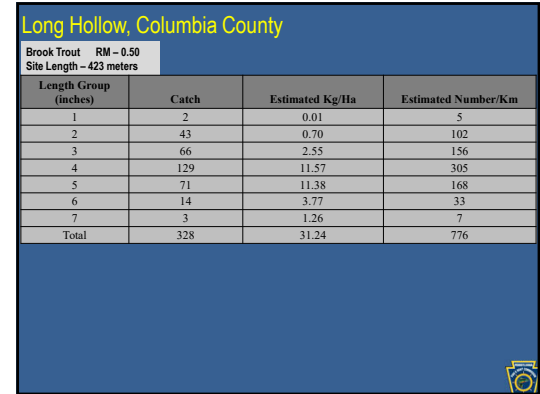 Long Hollow, Columbia County
Brook Trout RM – 0.50
Site Length – 423 meters
Length Group (inches) Catch Estimated Kg/Ha Estimated Number/Km
1 2 0.01 5
2 43 0.70 102
3 66 2.55 156
4 129 11.57 305
5 71 11.38 168
6 14 3.77 33
7 3 1.26 7
Total 328 31.24 776